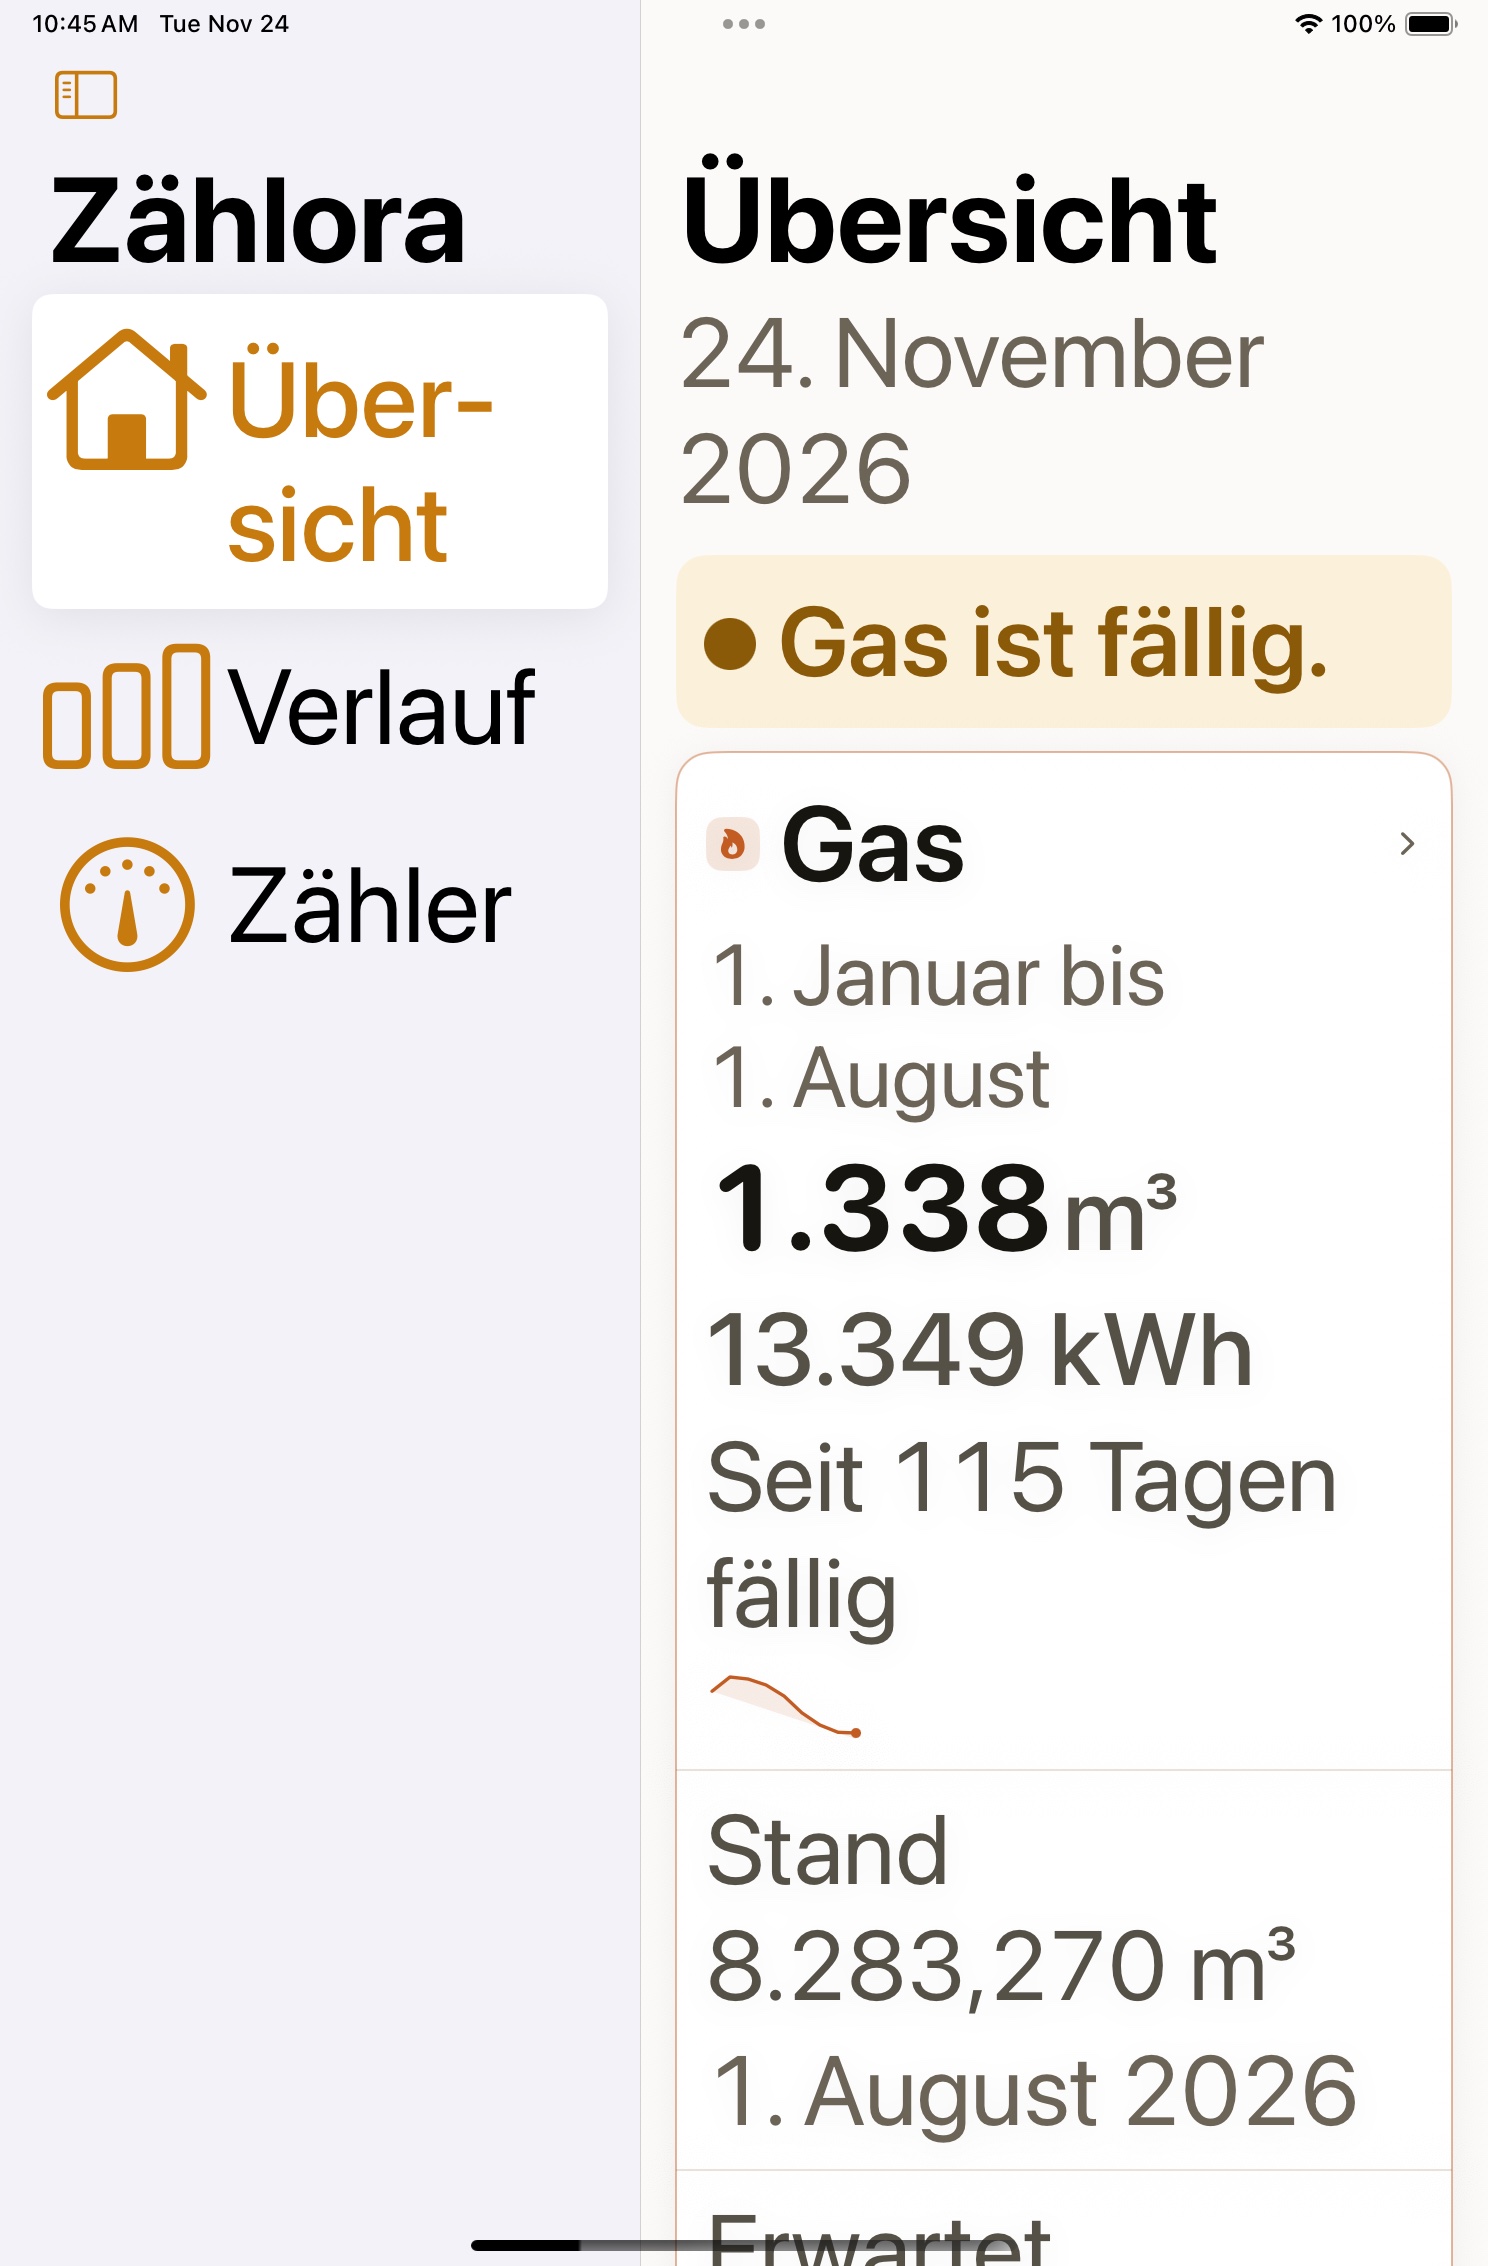 10:45 AM Tue Nov 24
100%
Zählora
Über-
sicht
Verlauf
Zähler
Übersicht
24. November
2026
Gas ist fällig.
Gas
1. Januar bis
1. August
1.338 m³
13.349 kWh
Seit 115 Tagen
fällig
Stand
8.283,270 m³
1. August 2026
Erwartet